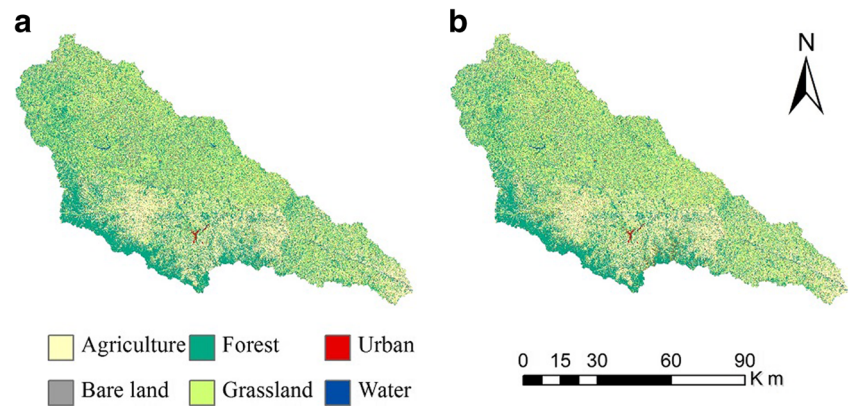 a
b
N
Agriculture
Forest
Urban
Bare land
Grassland
Water
0 15 30 60 90
K m